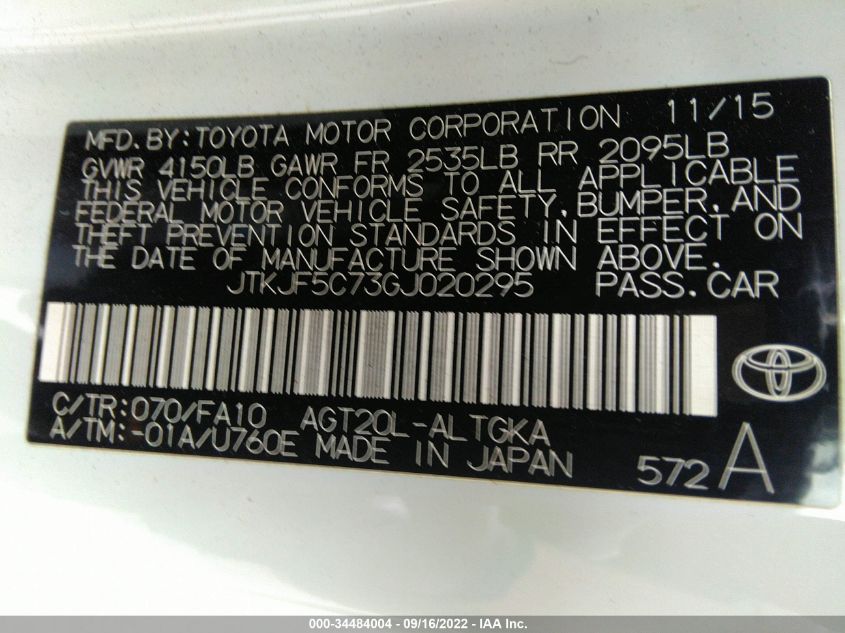 MFD.BY:TOYOTA MOTOR CORPORATION 11/15
GVWR 4150LB GAWR FR 2535LB RR 2095LB
THIS VEHICLE CONFORMS TO ALL APPLICABLE
FEDERAL MOTOR VEHICLE SAFETY,BUMPER,AND
THEFT PREVENTION STANDARDS IN EFFECT ON
THE DATE OF MANUFACTURE SHOWN ABOVE.
JTKJF5C73GJ020295 PASS.CAR
C/TR:070/FA10 AGT20L-ALTGKA
A/TM:-01A/U760E MADE IN JAPAN 572 A
000-34484004 - 09/16/2022 - IAA Inc.